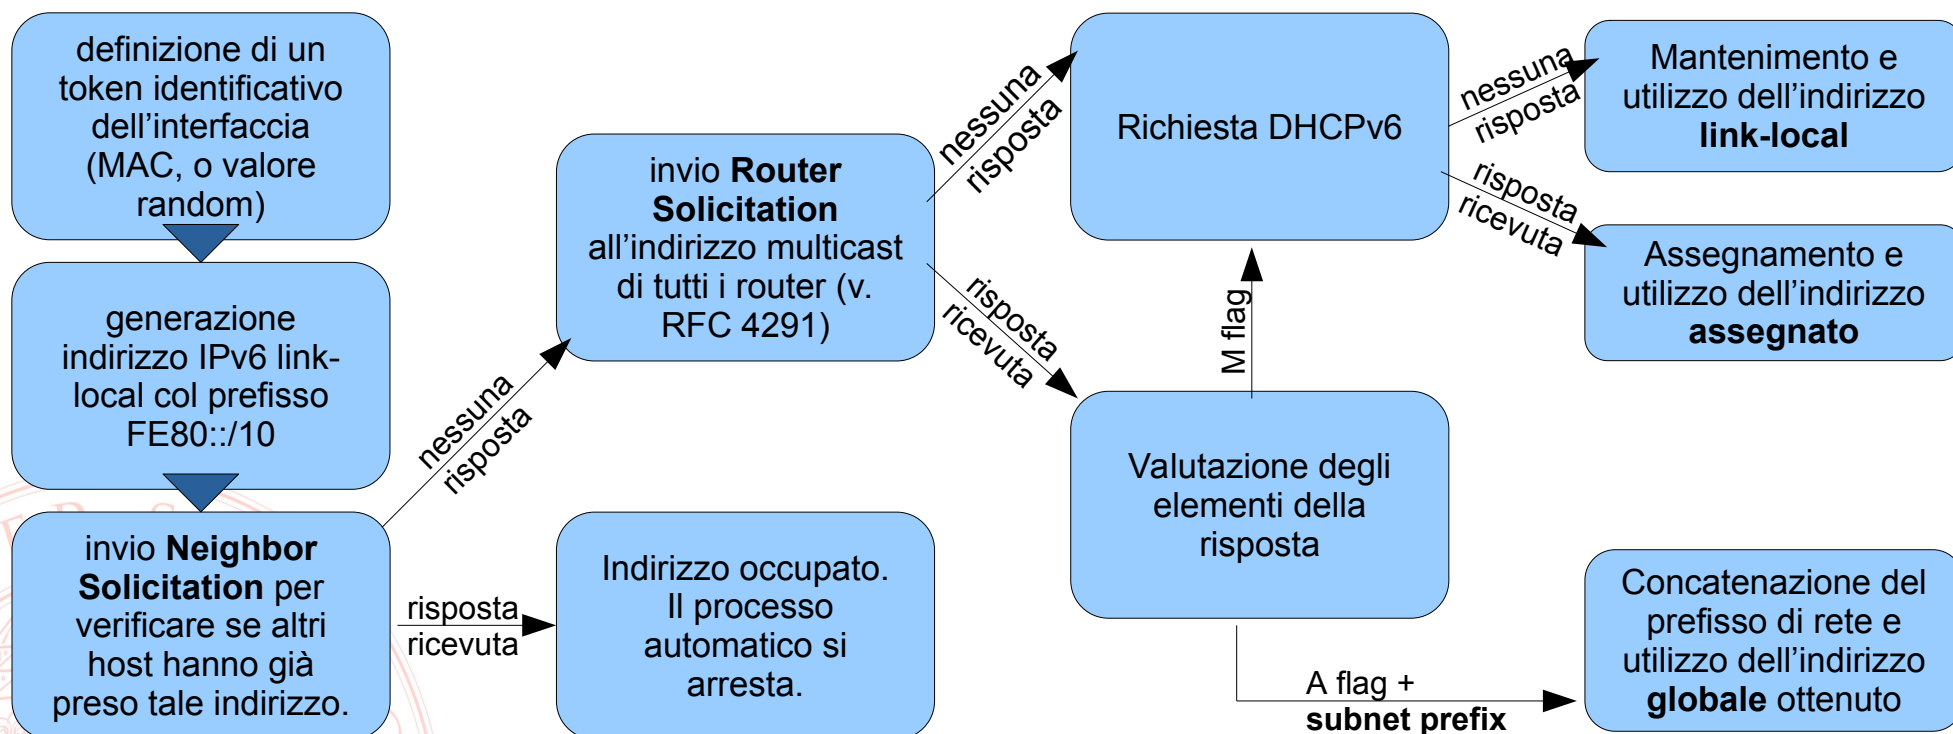 definizione di un
token identificativo
dell'interfaccia
(MAC, o valore
random)
generazione
indirizzo IPv6 link-
local col prefisso
FE80::/10
invio Neighbor
Solicitation per
verificare se altri
host hanno già
preso tale indirizzo.
nessuna
risposta
risposta
ricevuta
invio Router
Solicitation
all'indirizzo multicast
di tutti i router (v.
RFC 4291)
Indirizzo occupato.
Il processo
automatico si
arresta.
nessuna
risposta
risposta
ricevuta
Richiesta DHCPv6
M flag
Valutazione degli
elementi della
risposta
nessuna
risposta
risposta
ricevuta
A flag +
subnet prefix
Mantenimento e
utilizzo dell'indirizzo
link-local
Assegnamento e
utilizzo dell'indirizzo
assegnato
Concatenazione del
prefisso di rete e
utilizzo dell'indirizzo
globale ottenuto